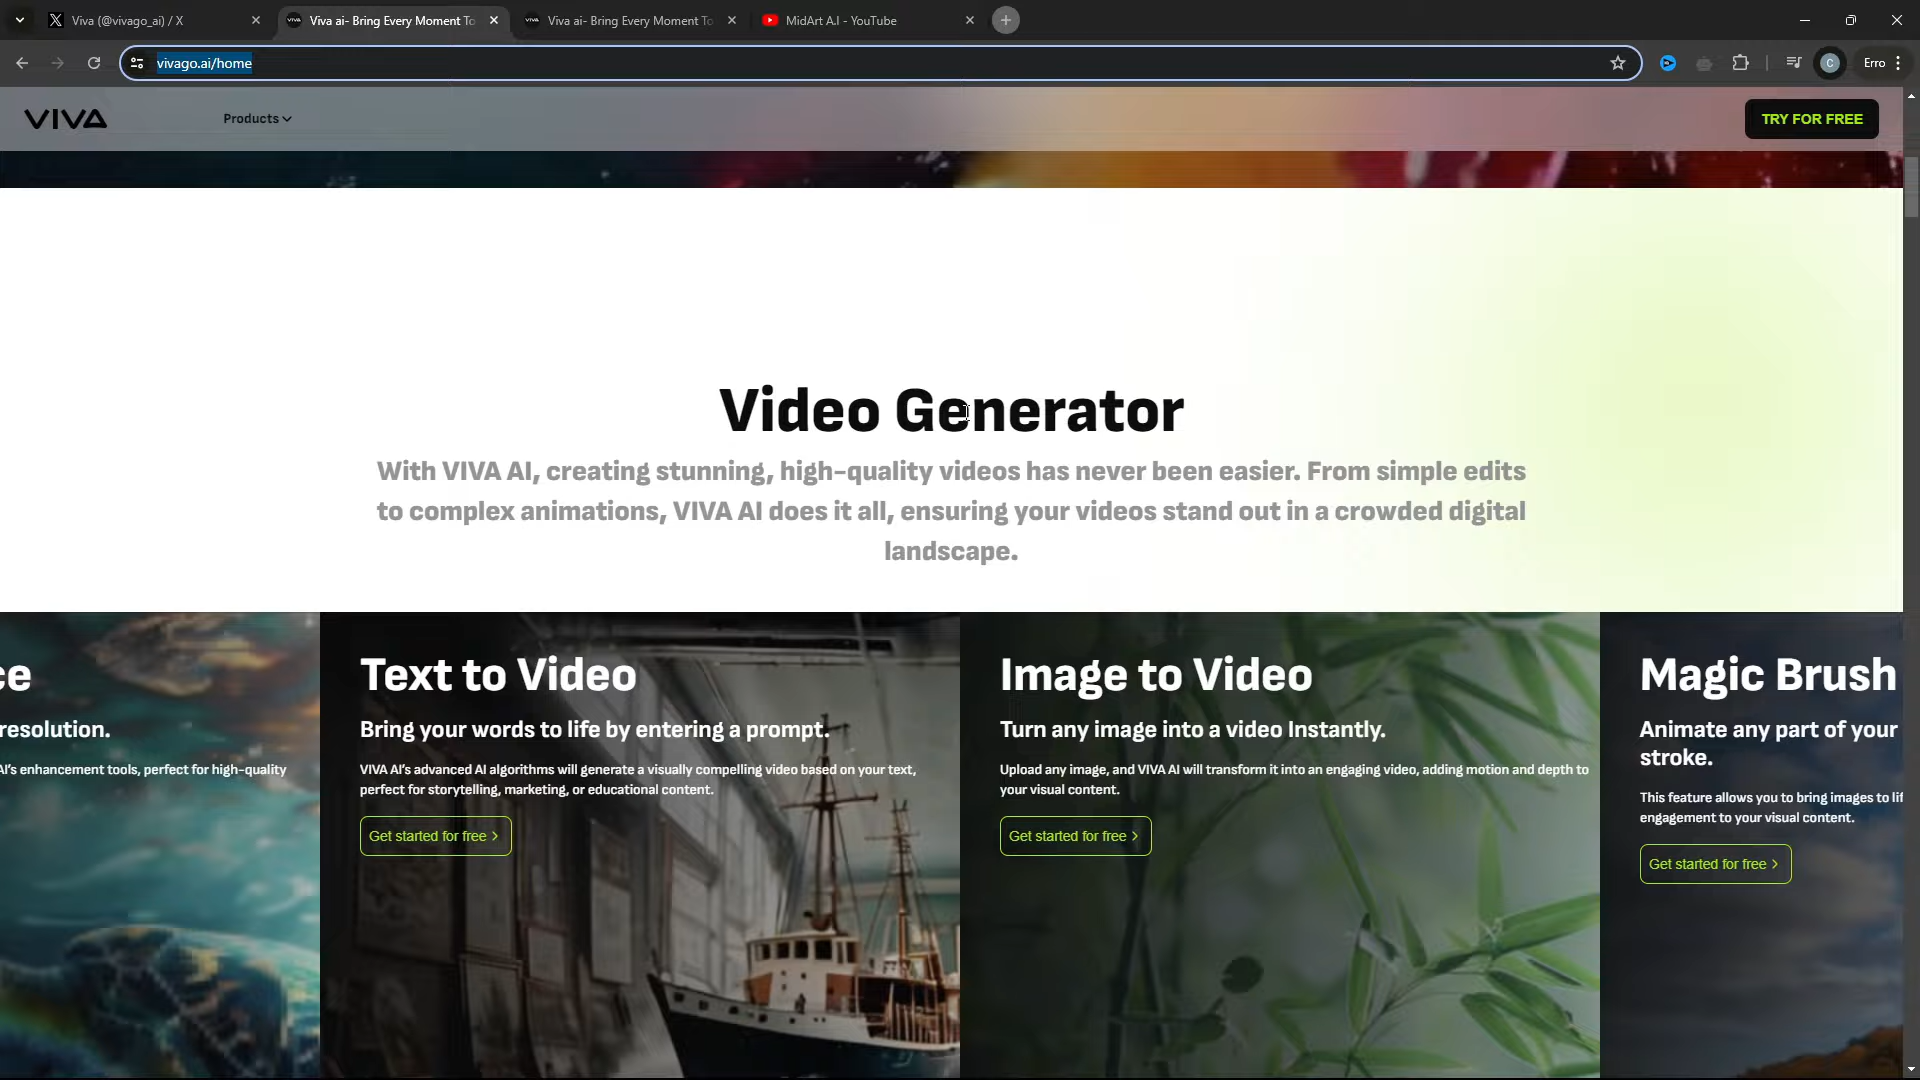 Viva (@vivago_ai) / X
Viva ai- Bring Every Moment To
Viva ai- Bring Every Moment To
MidArt A.I - YouTube
vivago.ai/home
C
Erro
VIVA
Products
TRY FOR FREE
Video Generator
With VIVA AI, creating stunning, high-quality videos has never been easier. From simple edits
to complex animations, VIVA AI does it all, ensuring your videos stand out in a crowded digital
landscape.
ce
resolution.
AI's enhancement tools, perfect for high-quality
Text to Video
Bring your words to life by entering a prompt.
VIVA AI's advanced AI algorithms will generate a visually compelling video based on your text,
perfect for storytelling, marketing, or educational content.
Get started for free >
Image to Video
Turn any image into a video Instantly.
Upload any image, and VIVA AI will transform it into an engaging video, adding motion and depth to
your visual content.
Get started for free >
Magic Brush
Animate any part of your
stroke.
This feature allows you to bring images to lif
engagement to your visual content.
Get started for free >